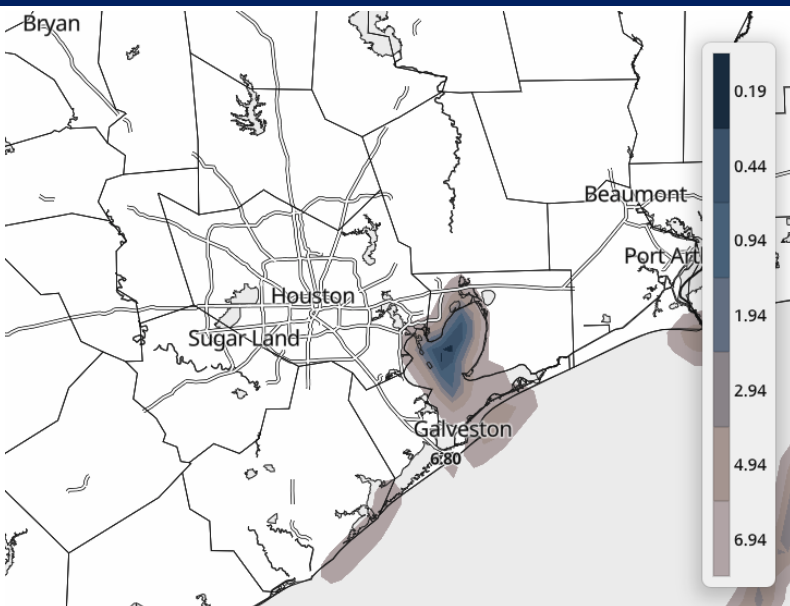 Bryan
0.19
0.44
Beaumont
0.94
Port Art
Houston
1.94
Sugar Land
2.94
Galveston
6.80
4.94
6.94